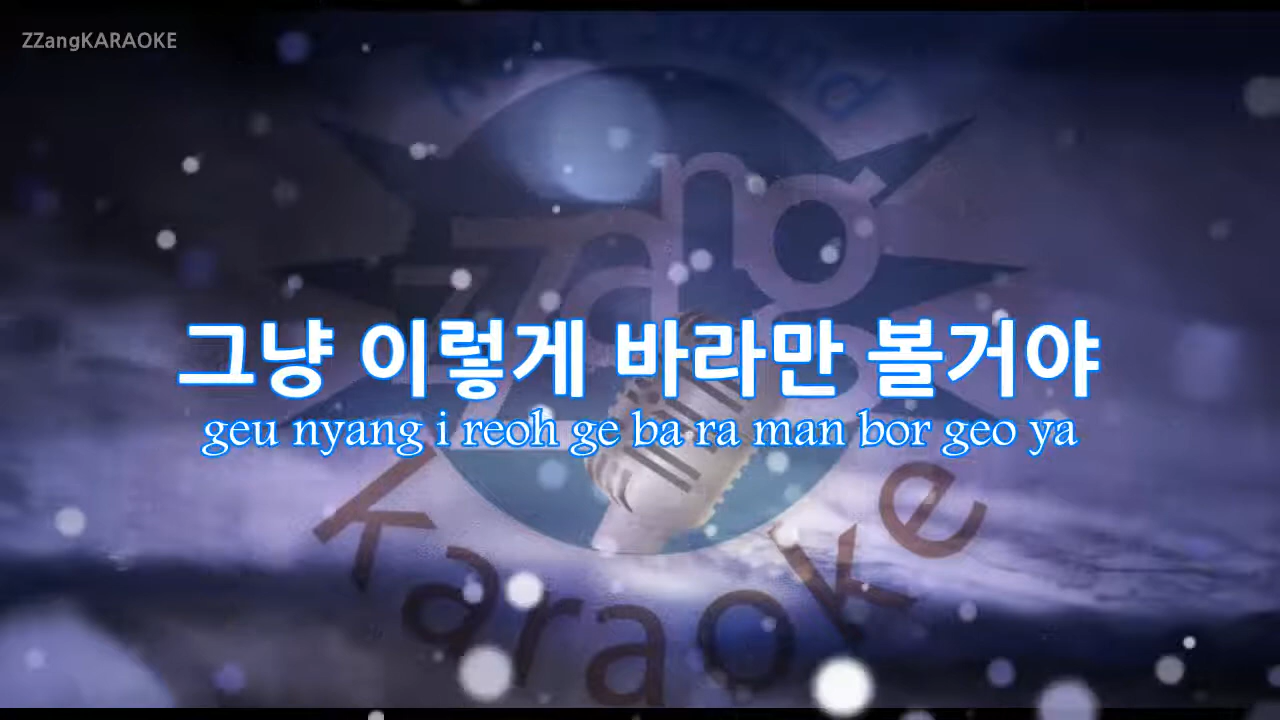 ZZangKARAOKE
Zzang
그냥 이렇게 바라만 볼거야
geu nyang i reoh ge ba ra man bor geo ya
Karaoke